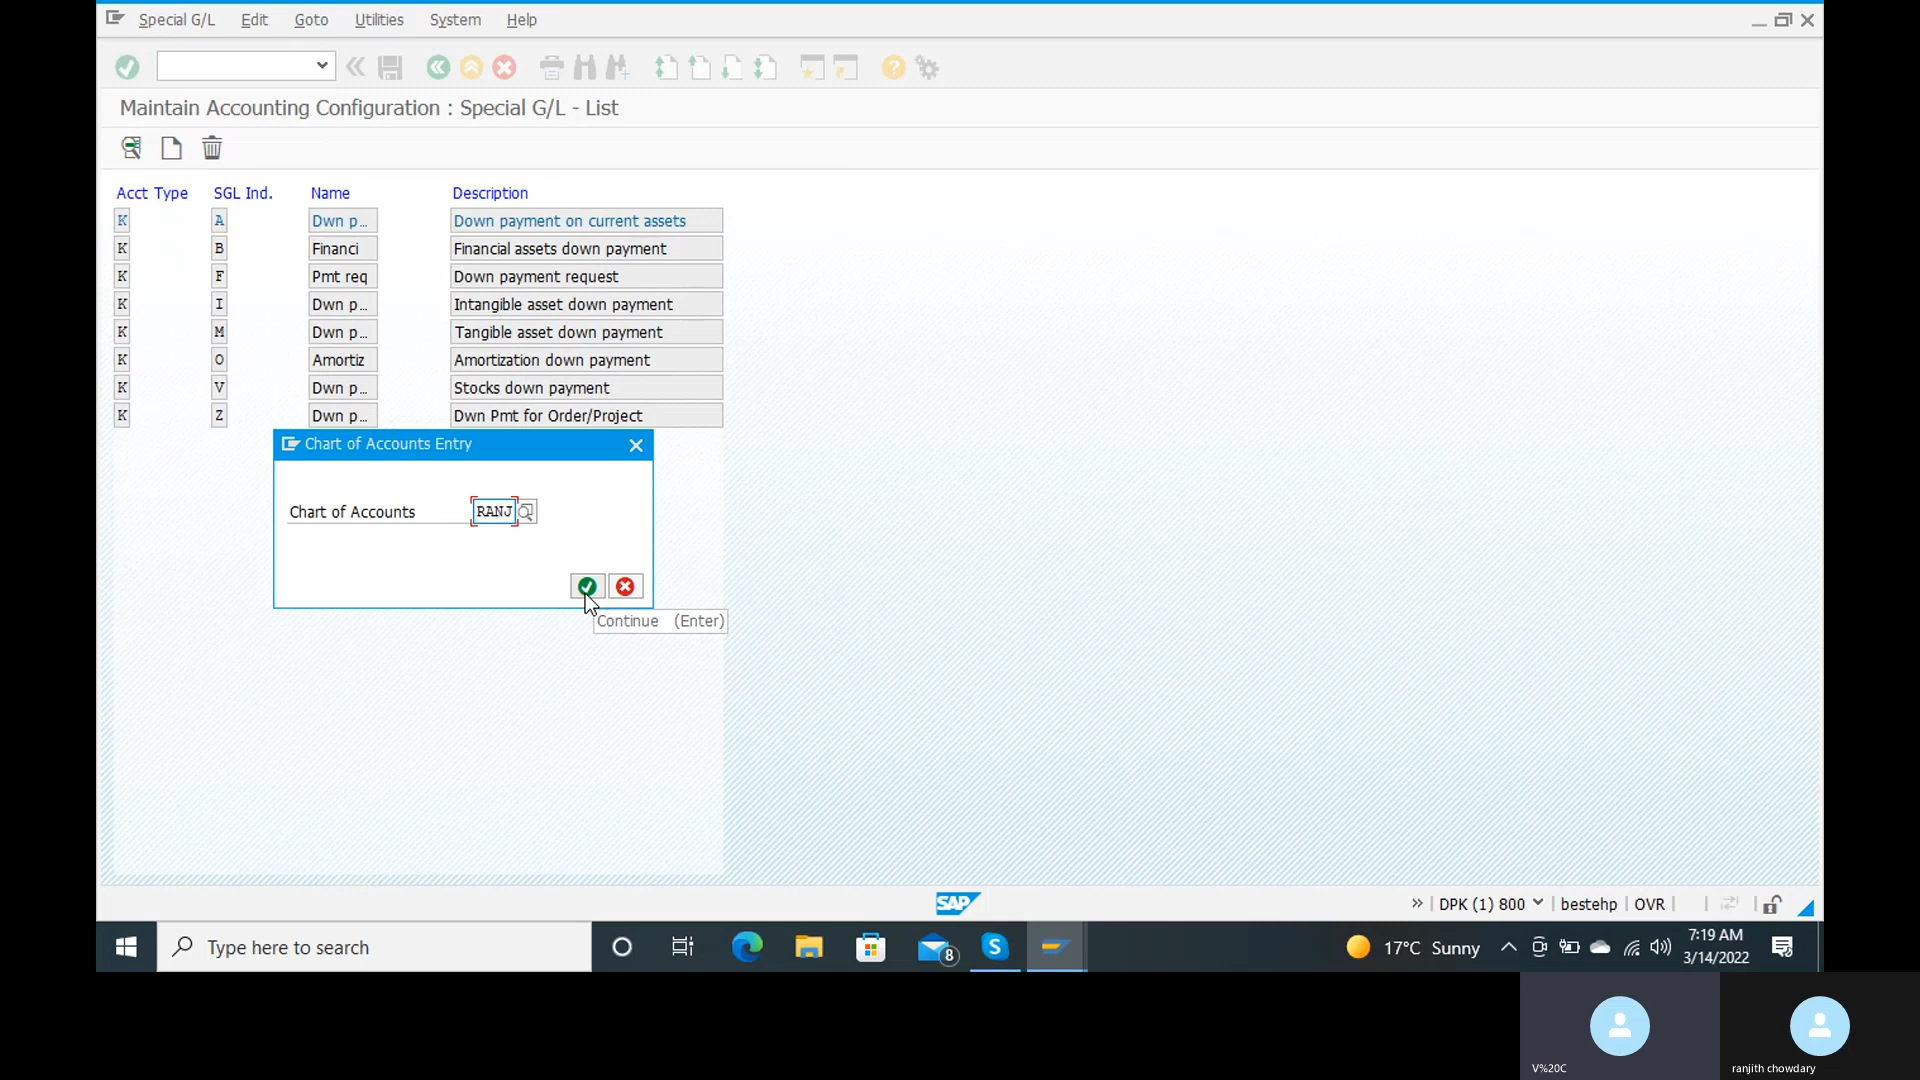 Special G/L Edit Goto Utilities System Help
Maintain Accounting Configuration : Special G/L - List
Acct Type SGL Ind. Name Description
K A Dwn p... Down payment on current assets
K B Financi Financial assets down payment
K F Pmt req Down payment request
K I Dwn p... Intangible asset down payment
K M Dwn p... Tangible asset down payment
K O Amortiz Amortization down payment
K V Dwn p... Stocks down payment
K Z Dwn p... Dwn Pmt for Order/Project
Chart of Accounts Entry
Chart of Accounts RANJ
Continue (Enter)
SAP
DPK (1) 800 bestehp OVR
Type here to search
8
17°C Sunny
7:19 AM
3/14/2022
V%20C
ranjith chowdary